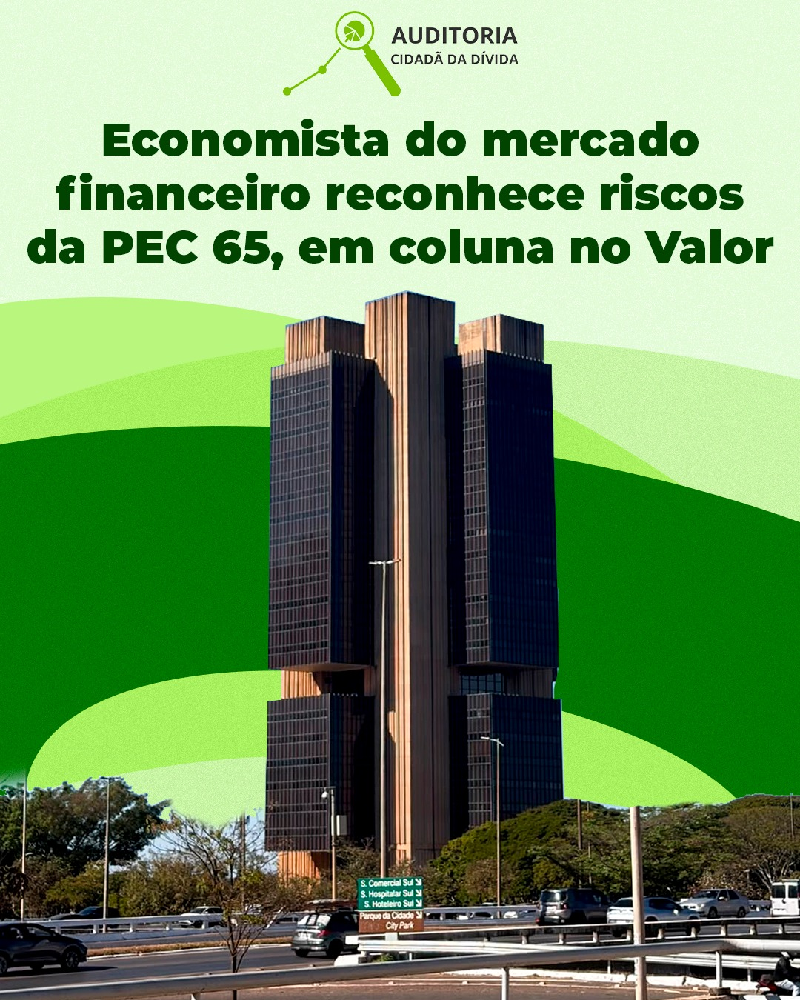 AUDITORIA
CIDADÃ DA DÍVIDA
Economista do mercado
financeiro reconhece riscos
da PEC 65, em coluna no Valor
S. Comercial Sul
S. Hospitalar Sul
S. Hoteleiro Sul
Parque da Cidade
City Park